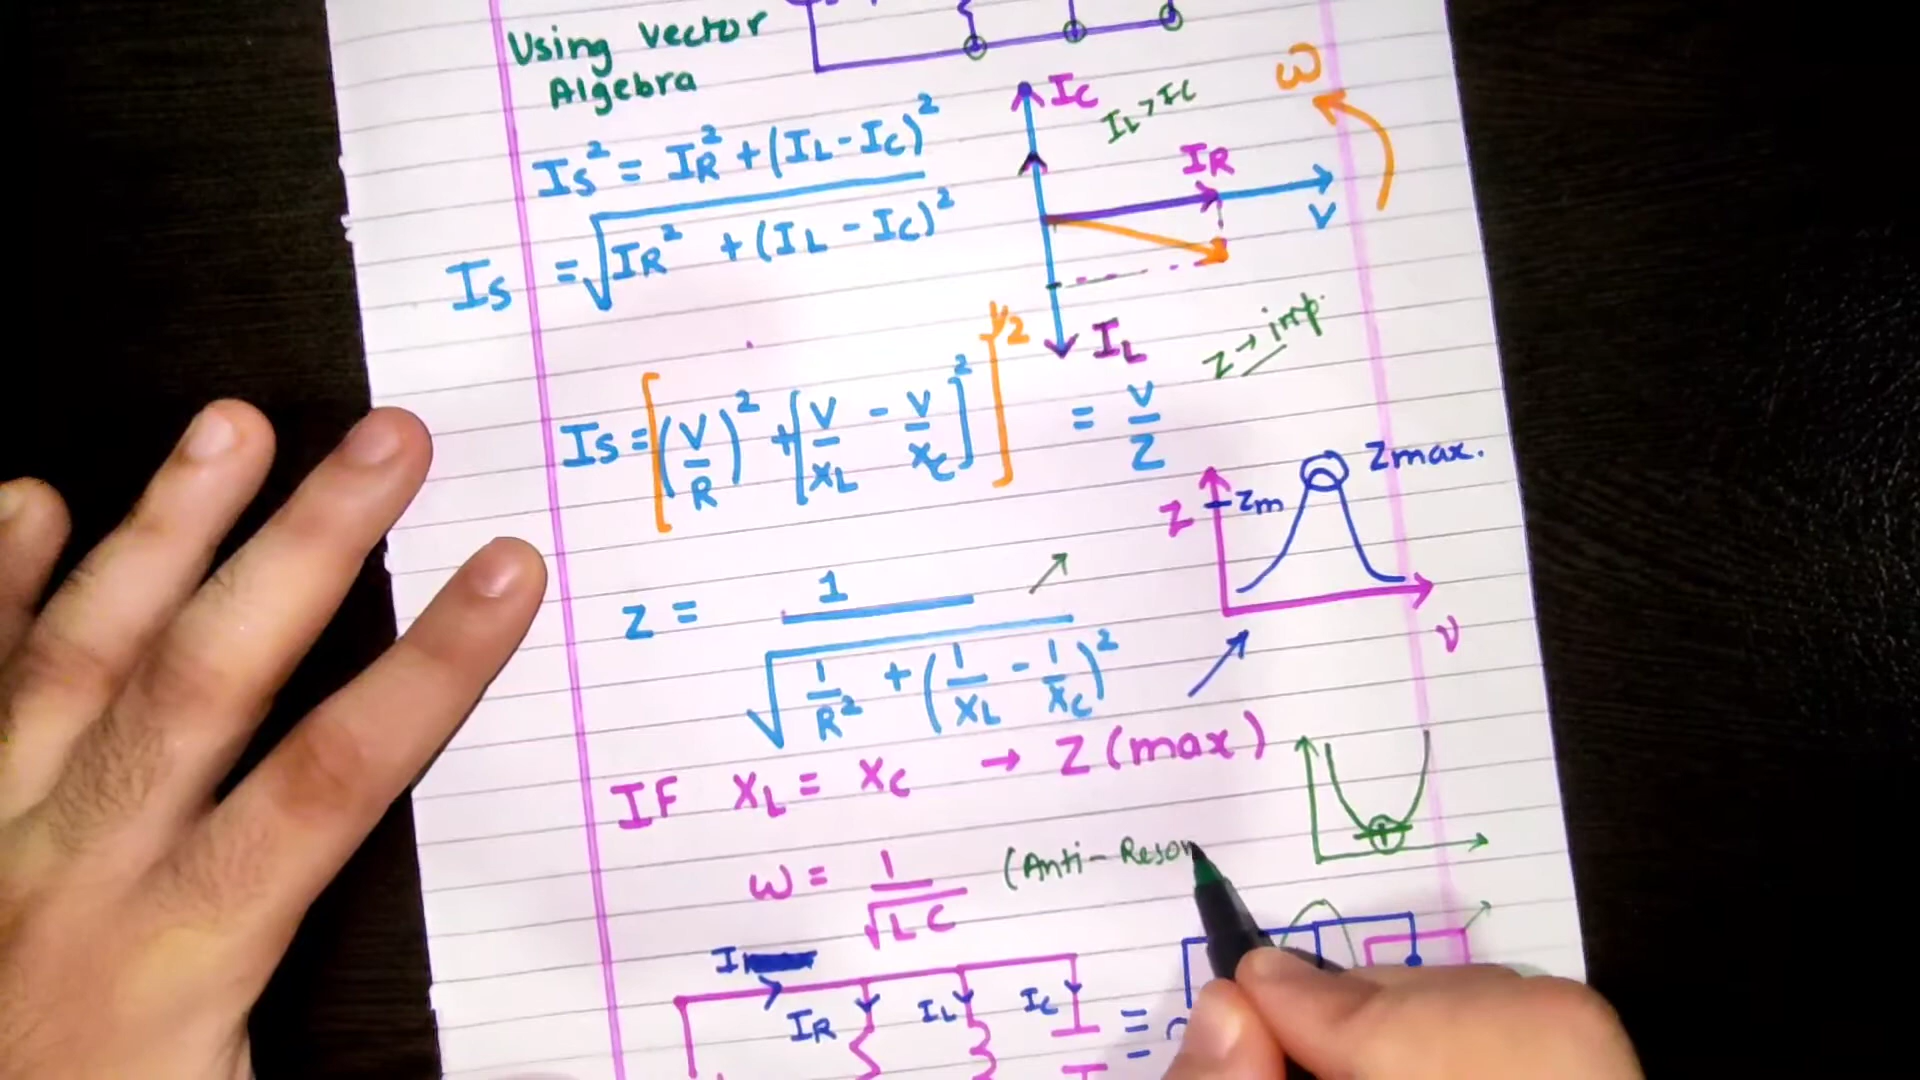 Using vector
Algebra
Is² = IR² + (IL - Ic)²
Is = √IR² + (IL - Ic)²
Ic
IL > Ic
ω
IR
V
IL
Z → imp.
Is = [(V/R)² + [V/XL - V/Xc]²]^1/2 = V/Z
Zmax.
Z
Zm
ν
Z = 1/√(1/R² + (1/XL - 1/Xc)²)
IF XL = Xc → Z (max)
ω = 1/√LC (Anti-Reson
I
IR IL Ic =